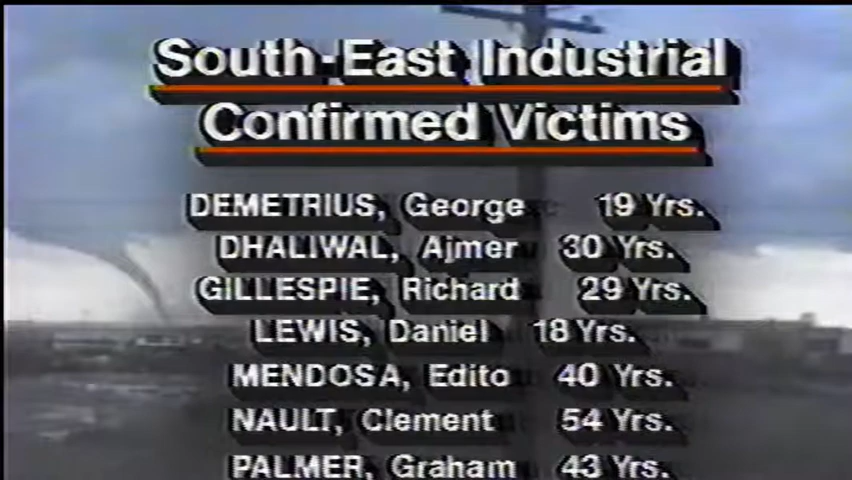 South-East Industrial
Confirmed Victims
DEMETRIUS, George 19 Yrs.
DHALIWAL, Ajmer 30 Yrs.
GILLESPIE, Richard 29 Yrs.
LEWIS, Daniel 18 Yrs.
MENDOSA, Edito 40 Yrs.
NAULT, Clement 54 Yrs.
PALMER, Graham 43 Yrs.